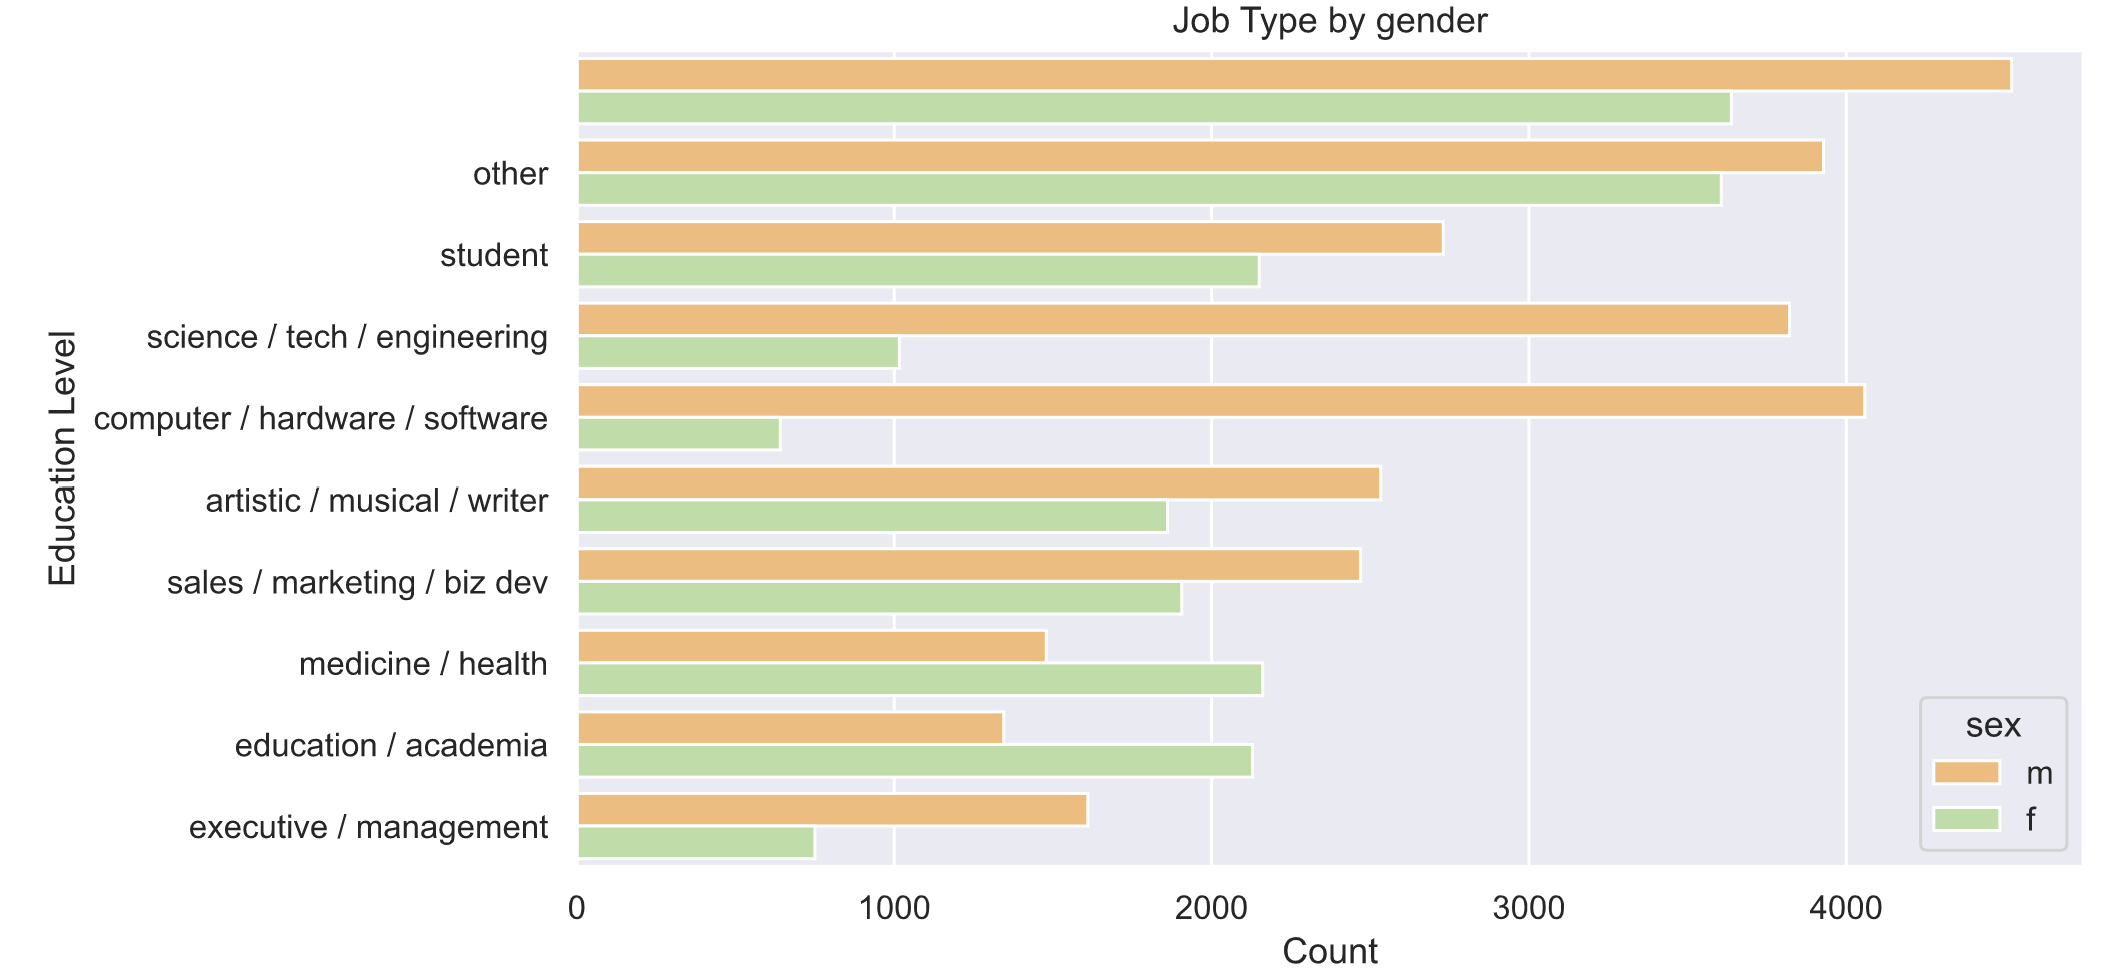 Job Type by gender
other
student
science / tech / engineering
computer / hardware / software
artistic / musical / writer
sales / marketing / biz dev
medicine / health
education / academia
executive / management
Education Level
sex
m
f
0 1000 2000 3000 4000
Count